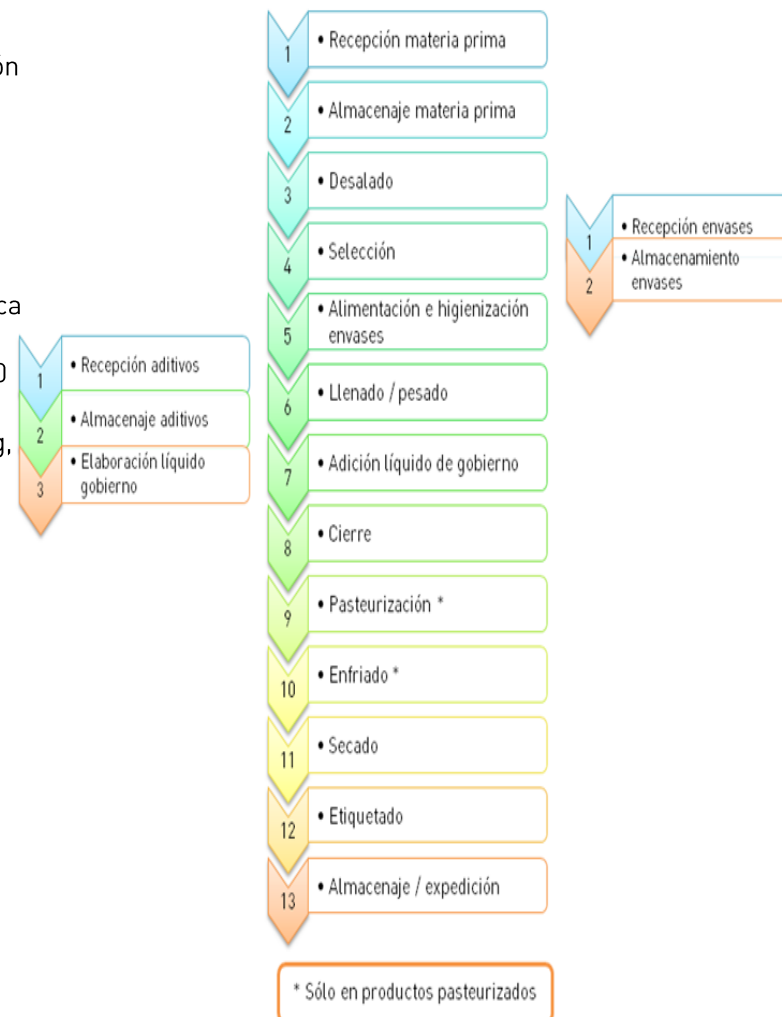 ón
ca
0
g,
1
• Recepción aditivos
2
• Almacenaje aditivos
3
• Elaboración líquido
gobierno
1
• Recepción materia prima
2
• Almacenaje materia prima
3
• Desalado
4
• Selección
5
• Alimentación e higienización
envases
6
• Llenado / pesado
7
• Adición líquido de gobierno
8
• Cierre
9
• Pasteurización *
10
• Enfriado *
11
• Secado
12
• Etiquetado
13
• Almacenaje / expedición
* Sólo en productos pasteurizados
1
• Recepción envases
2
• Almacenamiento
envases